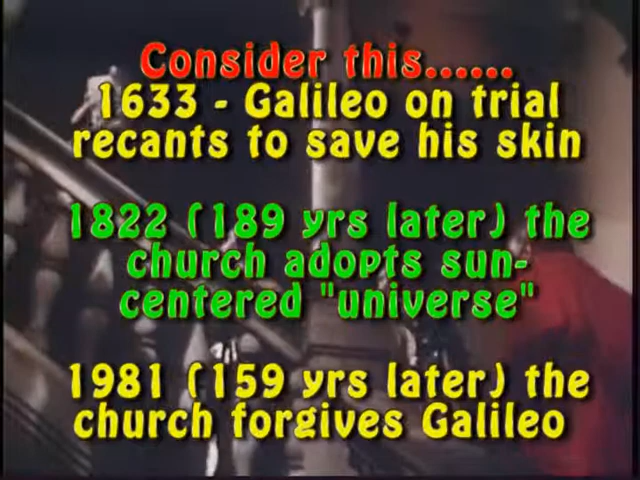 Consider this......
1633 - Galileo on trial
recants to save his skin
1822 (189 yrs later) the
church adopts sun-
centered "universe"
1981 (159 yrs later) the
church forgives Galileo